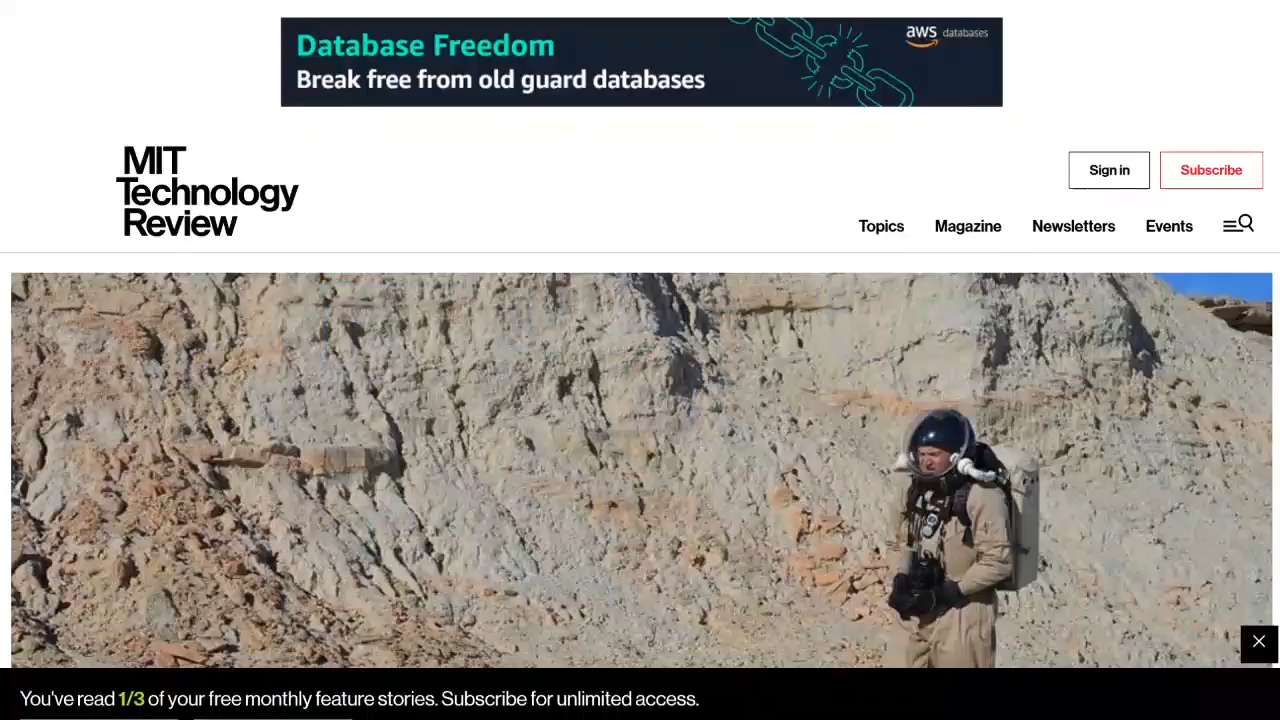 Database Freedom
Break free from old guard databases
aws databases
MIT
Technology
Review
Sign in
Subscribe
Topics
Magazine
Newsletters
Events
You've read 1/3 of your free monthly feature stories. Subscribe for unlimited access.